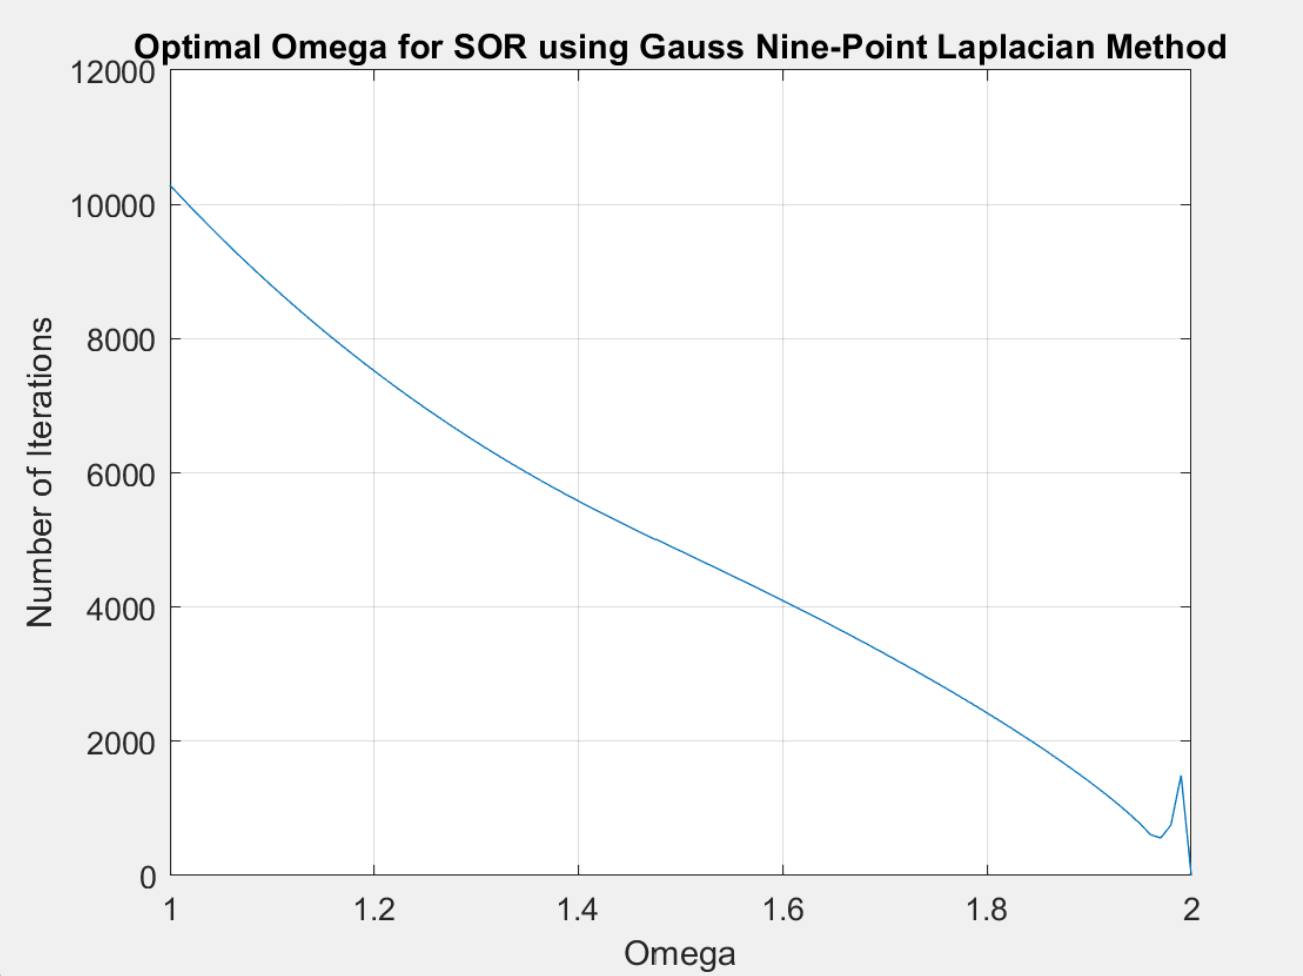 Optimal Omega for SOR using Gauss Nine-Point Laplacian Method
12000
10000
8000
6000
4000
2000
0
Number of Iterations
1 1.2 1.4 1.6 1.8 2
Omega